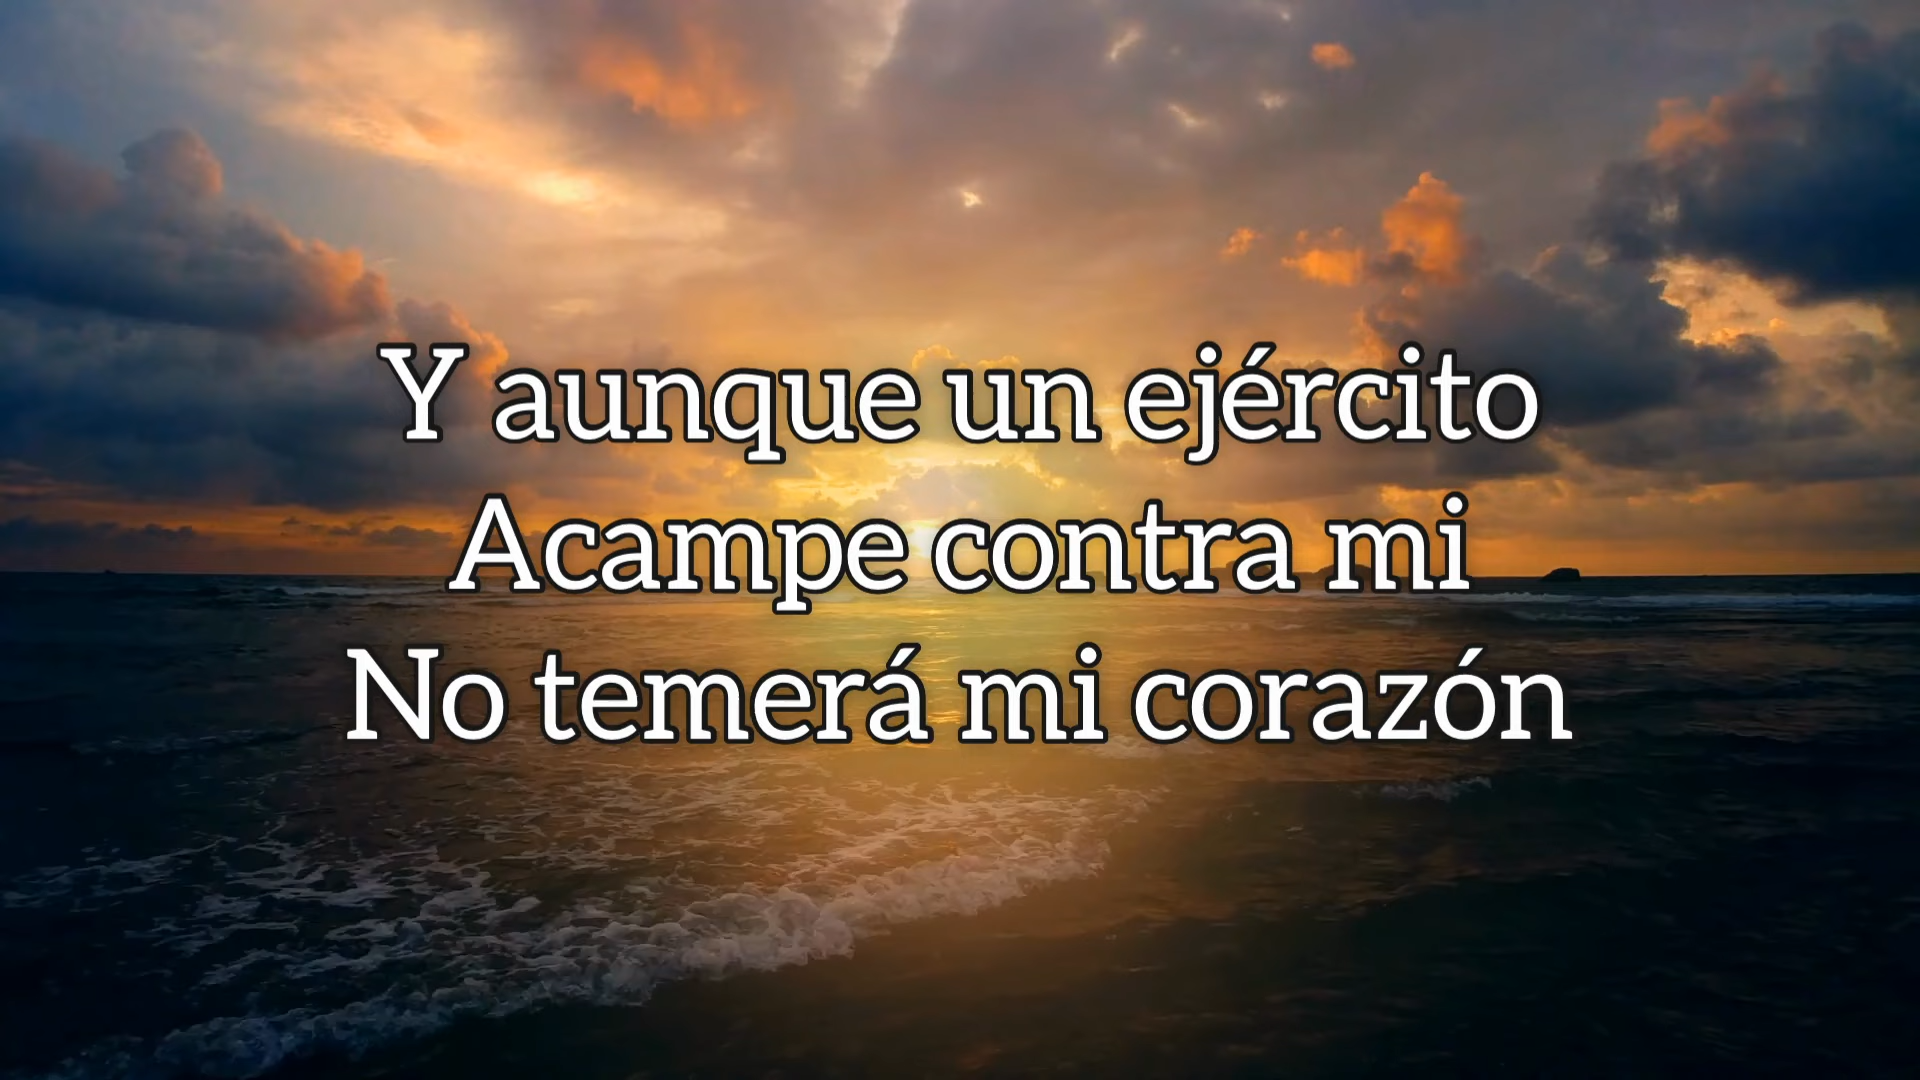 Y aunque un ejército
Acampe contra mi
No temerá mi corazón